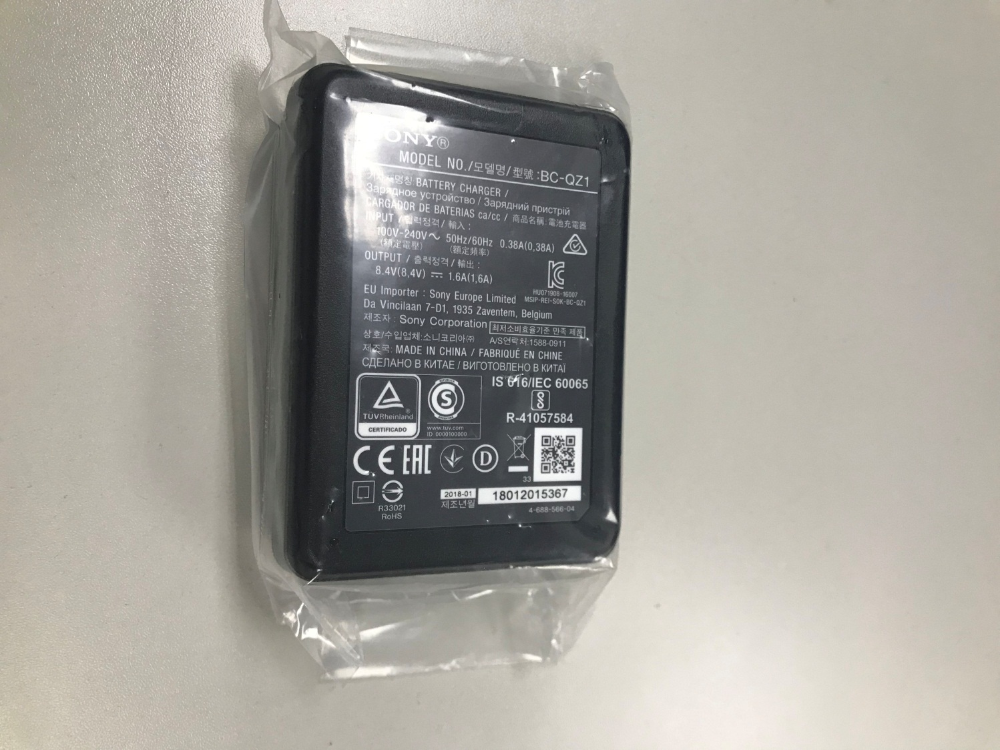 SONY®
MODEL NO./모델명/型號 :BC-QZ1
기자재명칭: BATTERY CHARGER /
Зарядное устройство / Зарядний пристрій
CARGADOR DE BATERIAS ca/cc / 商品名稱: 電池充電器
INPUT / 입력정격/ 輸入 :
100V-240V～ 50Hz/60Hz 0.38A(0,38A)
(額定電壓) (額定頻率)
OUTPUT / 출력정격 / 輸出 :
8.4V(8,4V) ⎓ 1.6A(1,6A)
HU071908-16007
MSIP-REI-SOK-BC-QZ1
EU Importer : Sony Europe Limited
Da Vincilaan 7-D1, 1935 Zaventem, Belgium
제조자 : Sony Corporation 최저소비효율기준 만족 제품
상호/수입업체:소니코리아㈜ A/S연락처:1588-0911
제조국: MADE IN CHINA / FABRIQUÉ EN CHINE
СДЕЛАНО В КИТАЕ / ВИГОТОВЛЕНО В КИТАЇ
IS 616/IEC 60065
R-41057584
TÜVRheinland®
CERTIFICADO
REPUBLICA
S
ARGENTINA
www.tuv.com
ID 0000100000
CE EAC D
33
R33021
RoHS
2018-01
제조년월
18012015367
4-688-566-04